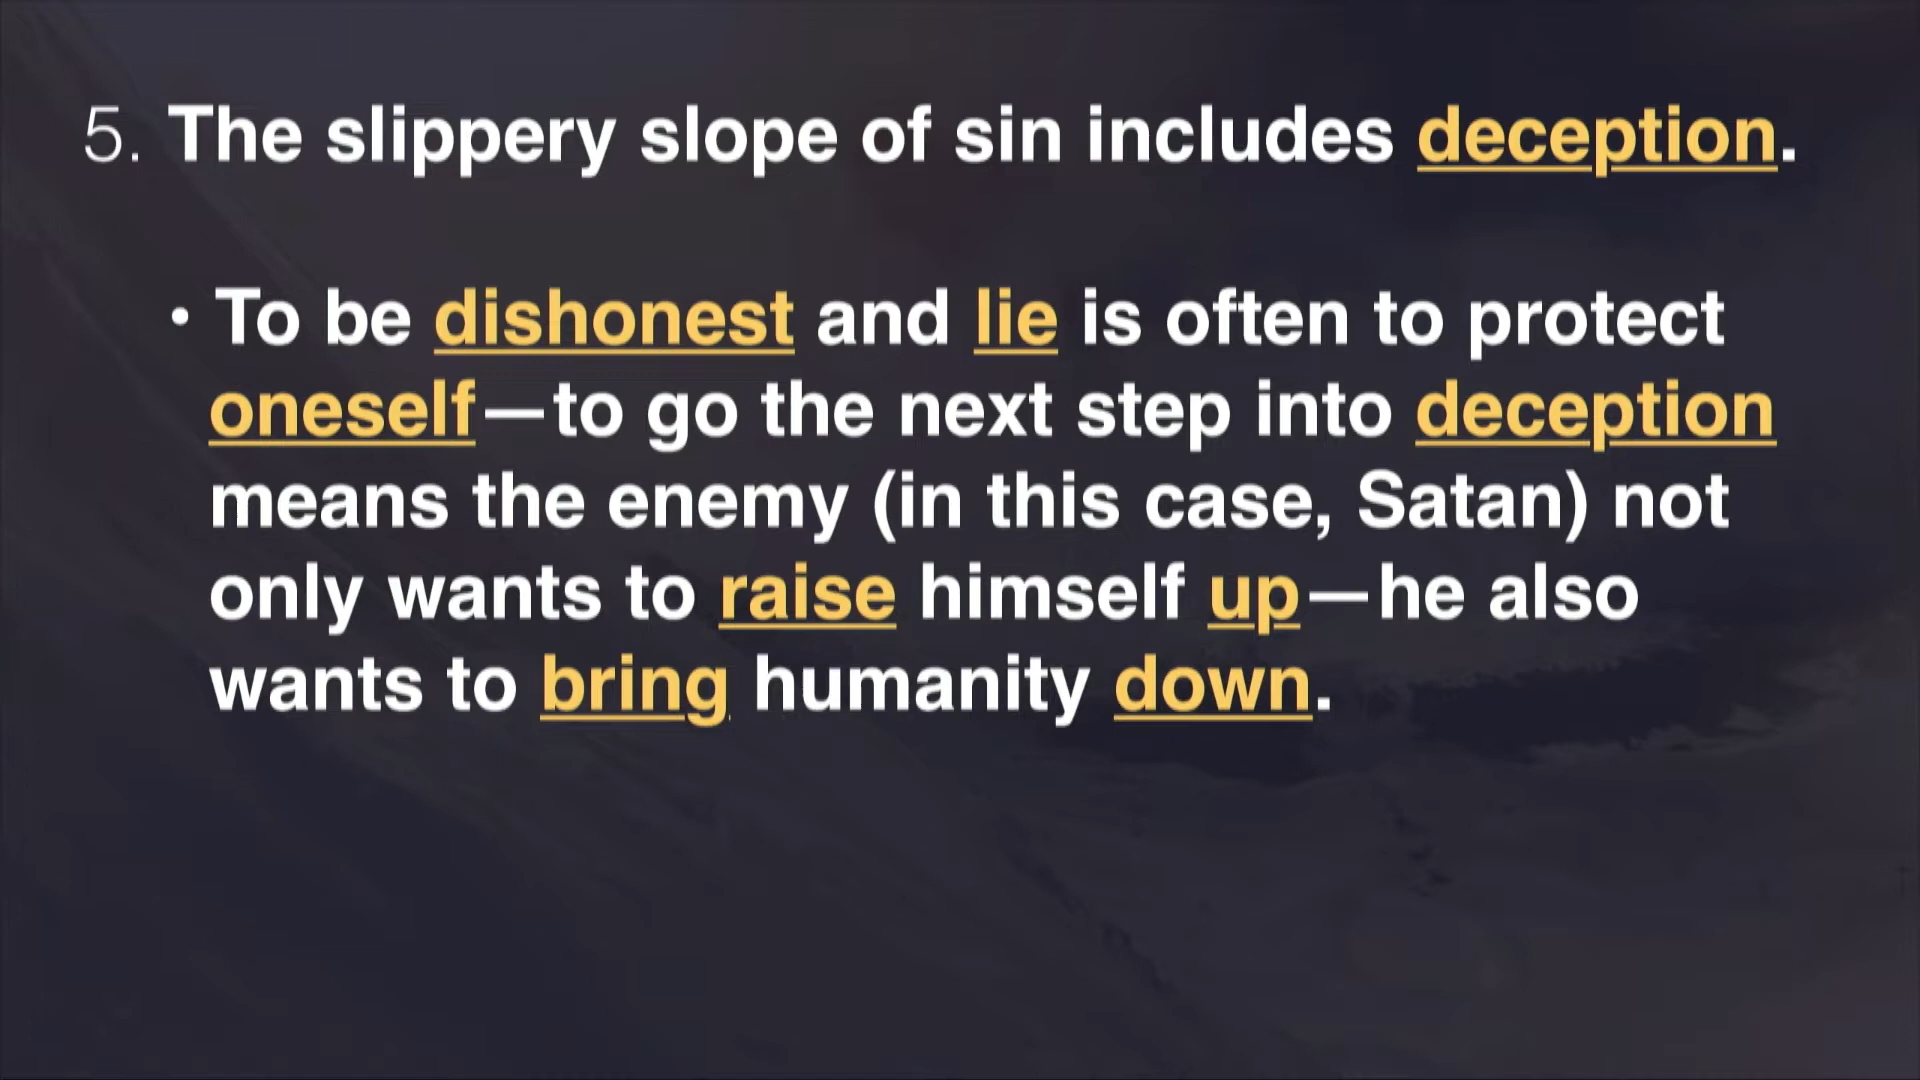 5. The slippery slope of sin includes deception.
• To be dishonest and lie is often to protect
oneself—to go the next step into deception
means the enemy (in this case, Satan) not
only wants to raise himself up—he also
wants to bring humanity down.